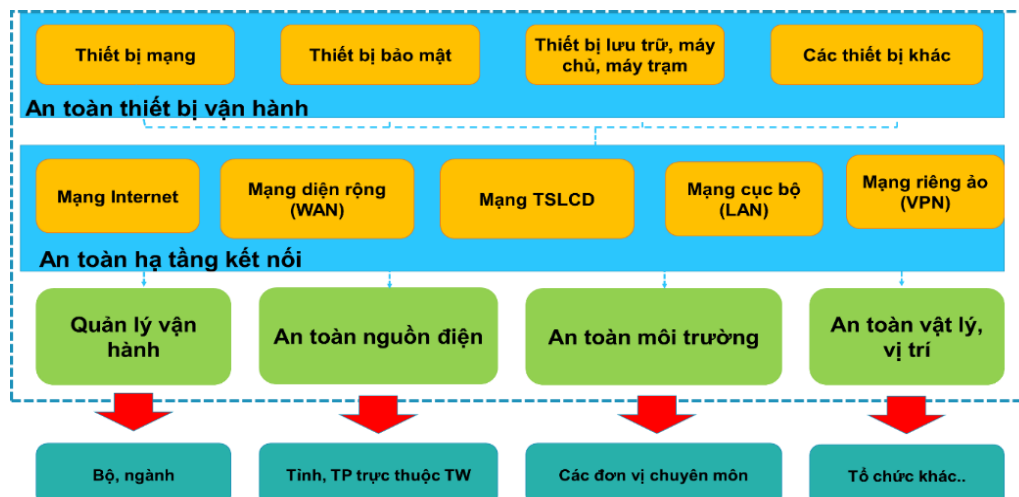 Thiết bị mạng
Thiết bị bảo mật
Thiết bị lưu trữ, máy
chủ, máy trạm
Các thiết bị khác
An toàn thiết bị vận hành
Mạng Internet
Mạng diện rộng
(WAN)
Mạng TSLCD
Mạng cục bộ
(LAN)
Mạng riêng ảo
(VPN)
An toàn hạ tầng kết nối
Quản lý vận
hành
An toàn nguồn điện
An toàn môi trường
An toàn vật lý,
vị trí
Bộ, ngành
Tỉnh, TP trực thuộc TW
Các đơn vị chuyên môn
Tổ chức khác..